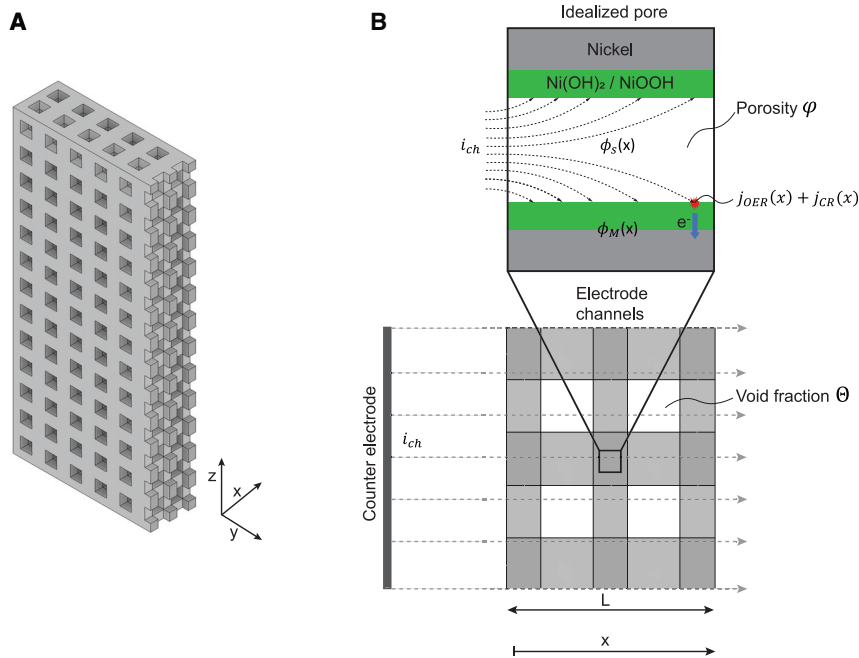 A
z
x
y
B
Idealized pore
Nickel
Ni(OH)₂ / NiOOH
Porosity φ
i_ch
ϕ_s(x)
j_OER(x) + j_CR(x)
e⁻
ϕ_M(x)
Electrode
channels
Void fraction Θ
i_ch
Counter electrode
L
x